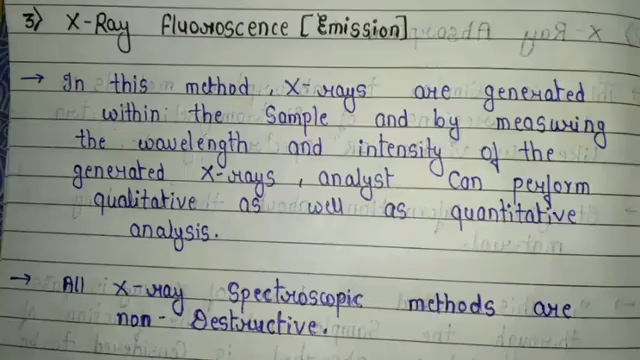 3) X-Ray fluoroscence [Emission]
→ In this method, X-rays are generated
within the Sample and by measuring
the wavelength and intensity of the
generated X-rays, analyst can perform
qualitative as well as quantitative
analysis.
→ All X-ray Spectroscopic methods are
non-Destructive.